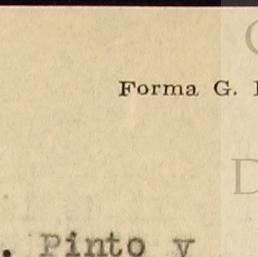 Forma G.
D
. Pinto y